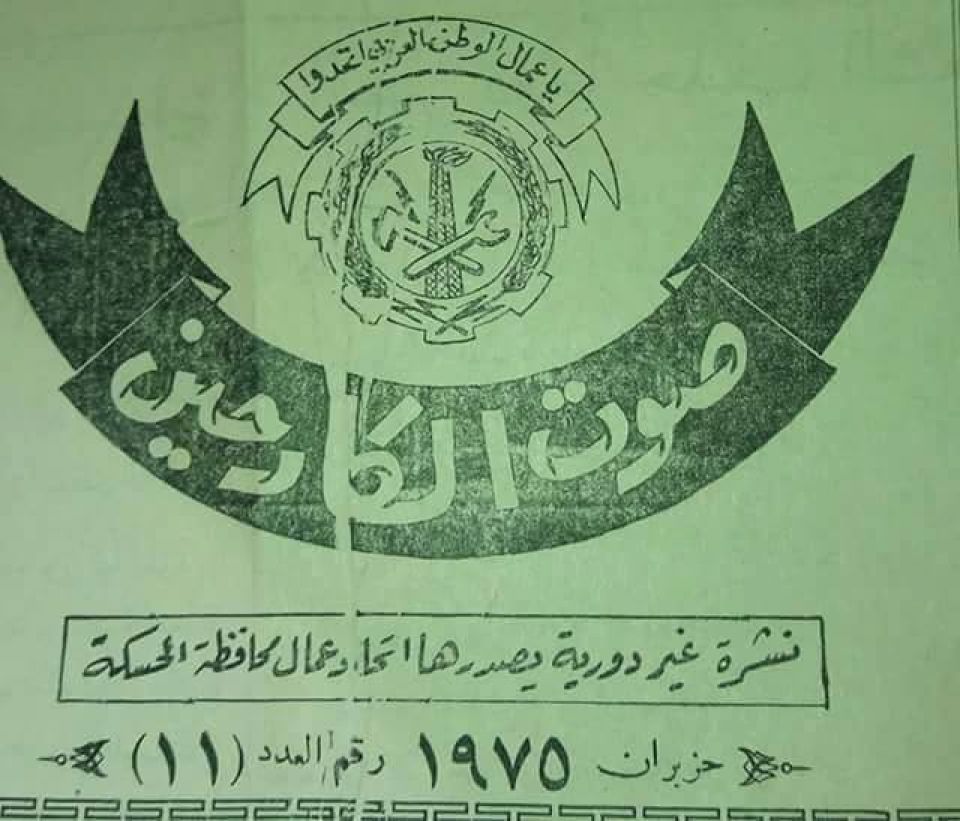 يا عمال الوطن العربي اتحدوا
صوت الكادحين
نشرة غير دورية يصدرها اتحاد عمال محافظة الحسكة
حزيران ١٩٧٥ رقم العدد (١١)